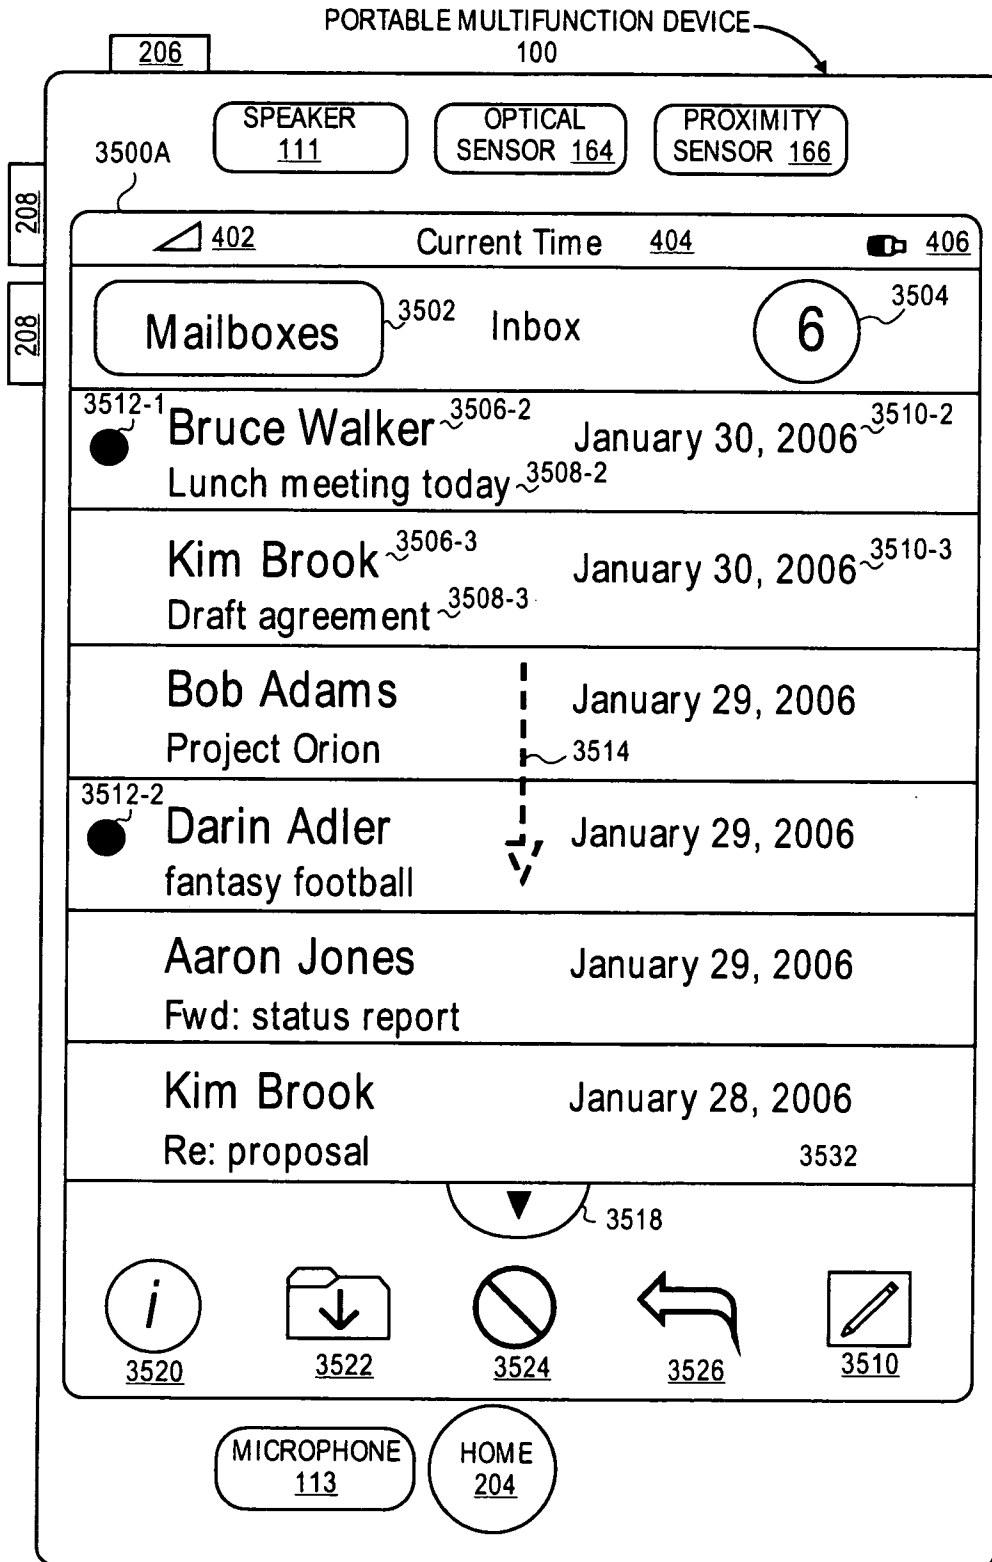 PORTABLE MULTIFUNCTION DEVICE
100
206
SPEAKER
111
OPTICAL
SENSOR 164
PROXIMITY
SENSOR 166
3500A
208
208
402 Current Time 404 406
Mailboxes 3502 Inbox 6 3504
3512-1
Bruce Walker 3506-2 January 30, 2006 3510-2
Lunch meeting today 3508-2
Kim Brook 3506-3 January 30, 2006 3510-3
Draft agreement 3508-3
Bob Adams January 29, 2006
Project Orion 3514
3512-2
Darin Adler January 29, 2006
fantasy football
Aaron Jones January 29, 2006
Fwd: status report
Kim Brook January 28, 2006
Re: proposal 3532
3518
i
3520 3522 3524 3526 3510
MICROPHONE
113
HOME
204